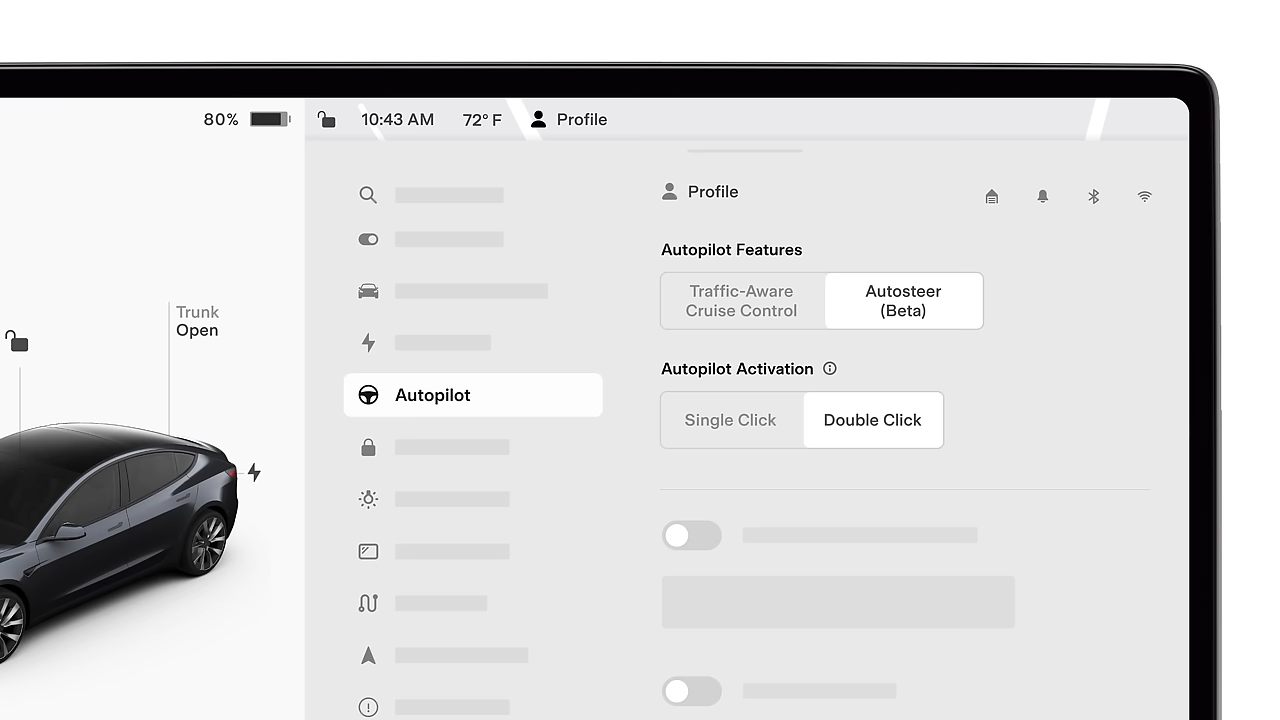 80%
10:43 AM
72° F
Profile
Profile
Autopilot Features
Traffic-Aware
Cruise Control
Autosteer
(Beta)
Autopilot Activation
Single Click
Double Click
Autopilot
Trunk
Open